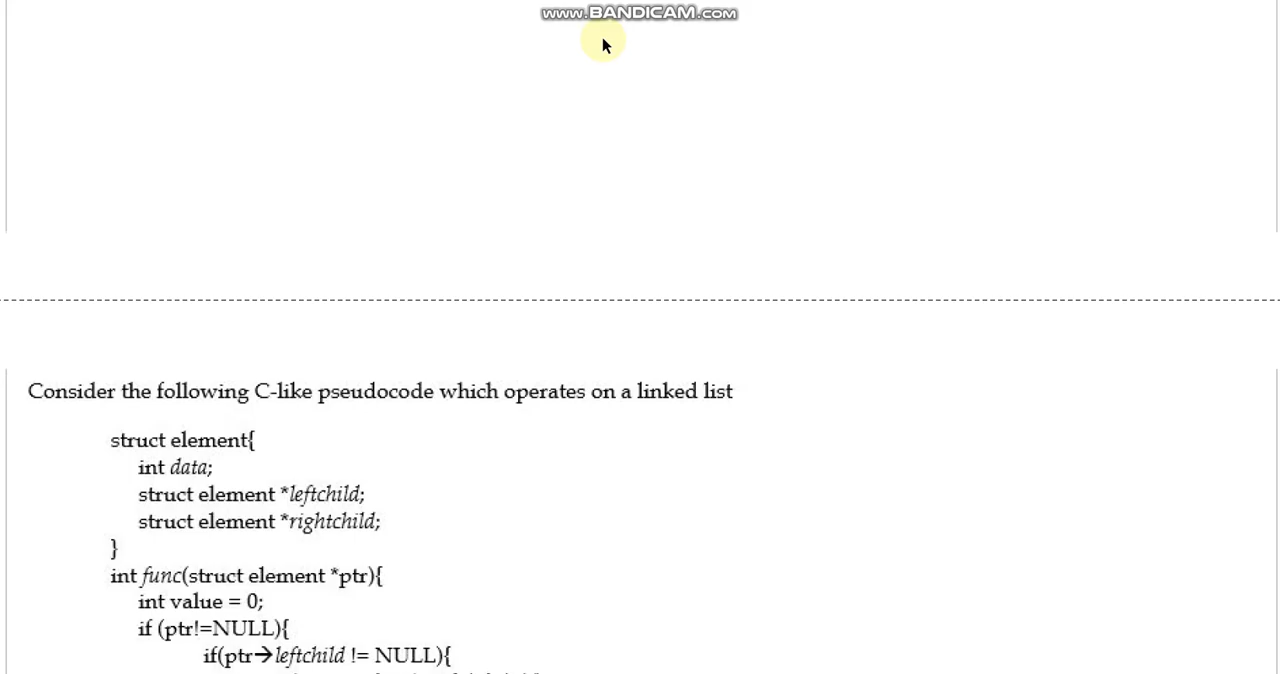 www.BANDICAM.com
Consider the following C-like pseudocode which operates on a linked list
struct element{
int data;
struct element *leftchild;
struct element *rightchild;
}
int func(struct element *ptr){
int value = 0;
if (ptr!=NULL){
if(ptr→leftchild != NULL){